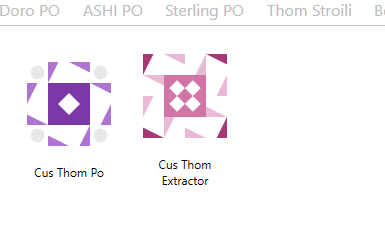 Doro PO ASHI PO Sterling PO Thom Stroili
Cus Thom Po
Cus Thom
Extractor